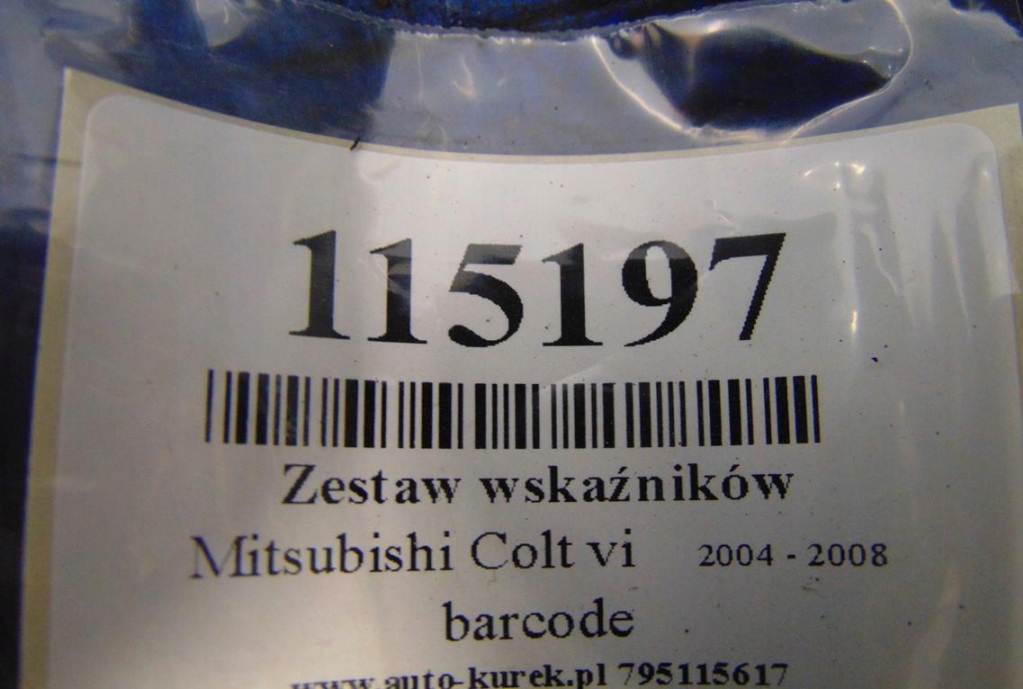 115197
Zestaw wskaźników
Mitsubishi Colt vi 2004 - 2008
barcode
www.auto-kurek.pl 795115617